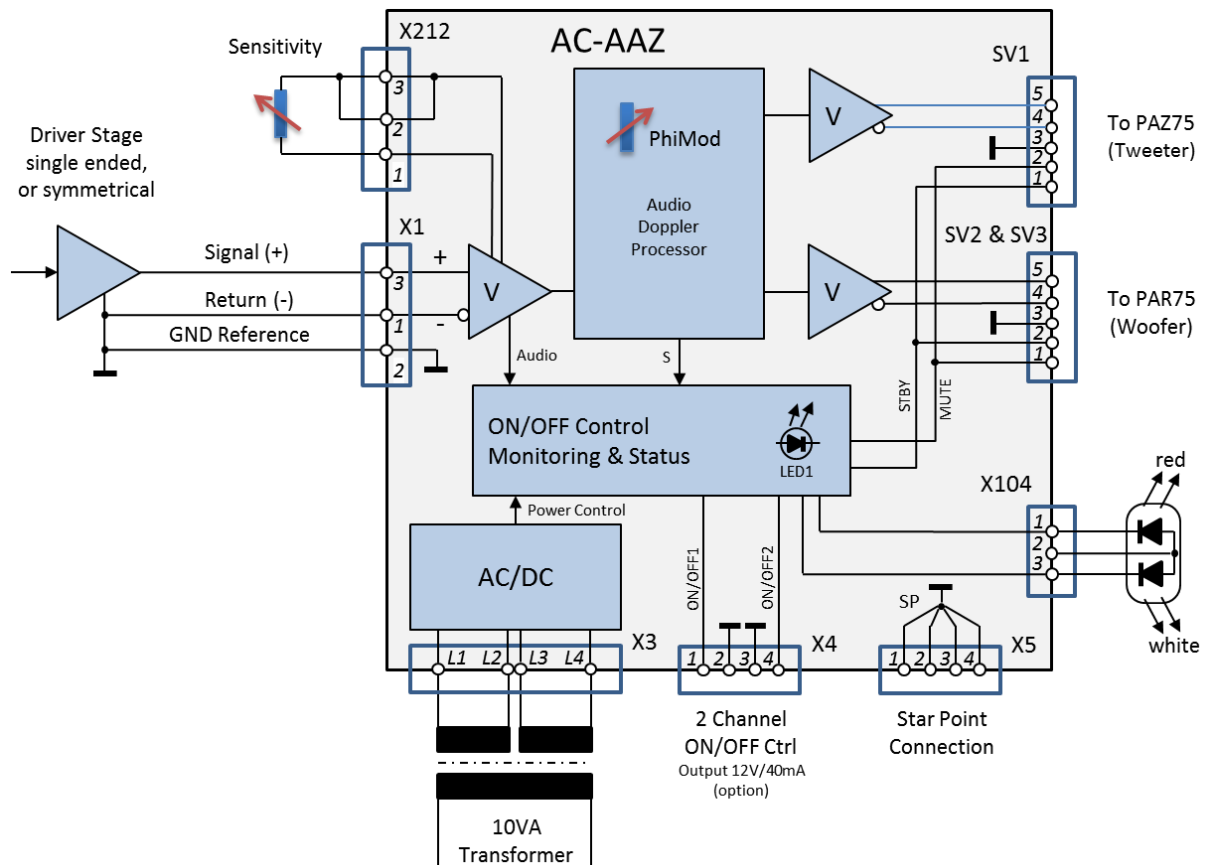 AC-AAZ
X212
Sensitivity
3
2
1
Driver Stage
single ended,
or symmetrical
X1
Signal (+)
Return (-)
GND Reference
3
1
2
+
-
V
Audio
PhiMod
Audio
Doppler
Processor
S
V
V
SV1
5
4
3
2
1
To PAZ75
(Tweeter)
SV2 & SV3
5
4
3
2
1
To PAR75
(Woofer)
STBY
MUTE
ON/OFF Control
Monitoring & Status
LED1
X104
1
2
3
red
white
Power Control
AC/DC
ON/OFF1
ON/OFF2
SP
L1 L2 L3 L4
X3
1 2 3 4
X4
1 2 3 4
X5
2 Channel
ON/OFF Ctrl
Output 12V/40mA
(option)
Star Point
Connection
10VA
Transformer